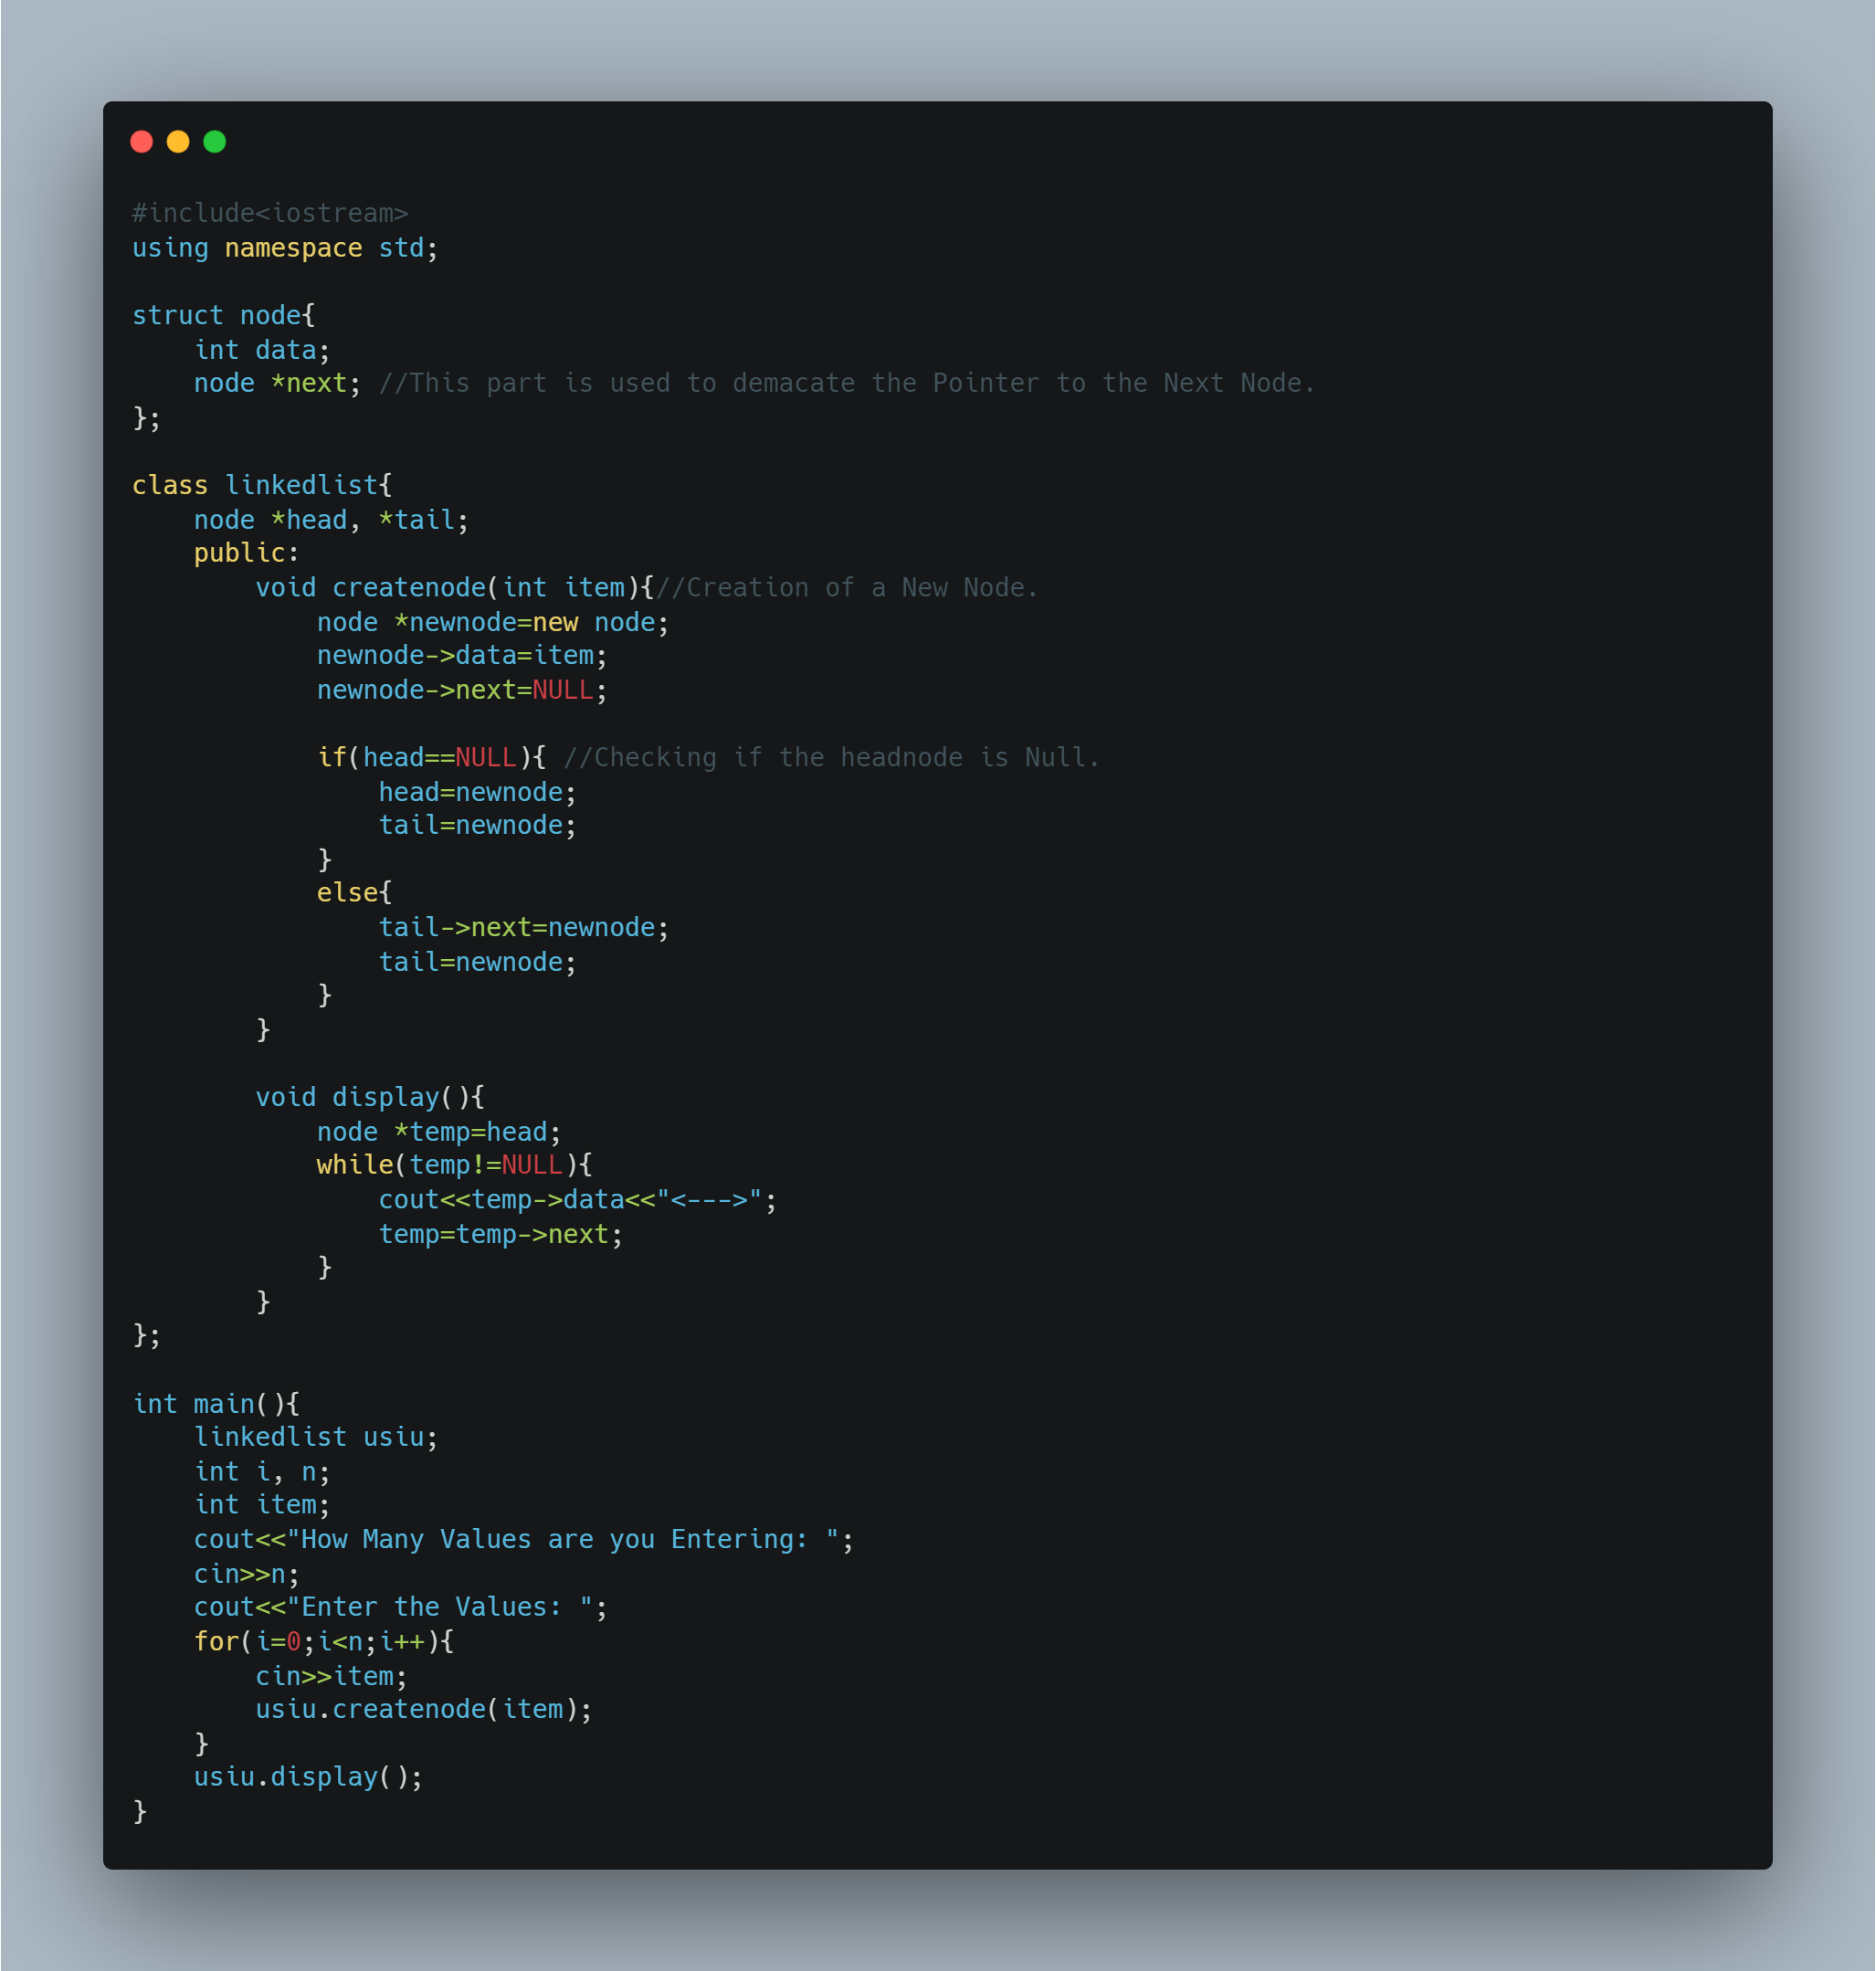 #include<iostream>
using namespace std;

struct node{
    int data;
    node *next; //This part is used to demacate the Pointer to the Next Node.
};

class linkedlist{
    node *head, *tail;
    public:
        void createnode(int item){//Creation of a New Node.
            node *newnode=new node;
            newnode->data=item;
            newnode->next=NULL;

            if(head==NULL){ //Checking if the headnode is Null.
                head=newnode;
                tail=newnode;
            }
            else{
                tail->next=newnode;
                tail=newnode;
            }
        }

        void display(){
            node *temp=head;
            while(temp!=NULL){
                cout<<temp->data<<"<--->";
                temp=temp->next;
            }
        }
};

int main(){
    linkedlist usiu;
    int i, n;
    int item;
    cout<<"How Many Values are you Entering: ";
    cin>>n;
    cout<<"Enter the Values: ";
    for(i=0;i<n;i++){
        cin>>item;
        usiu.createnode(item);
    }
    usiu.display();
}